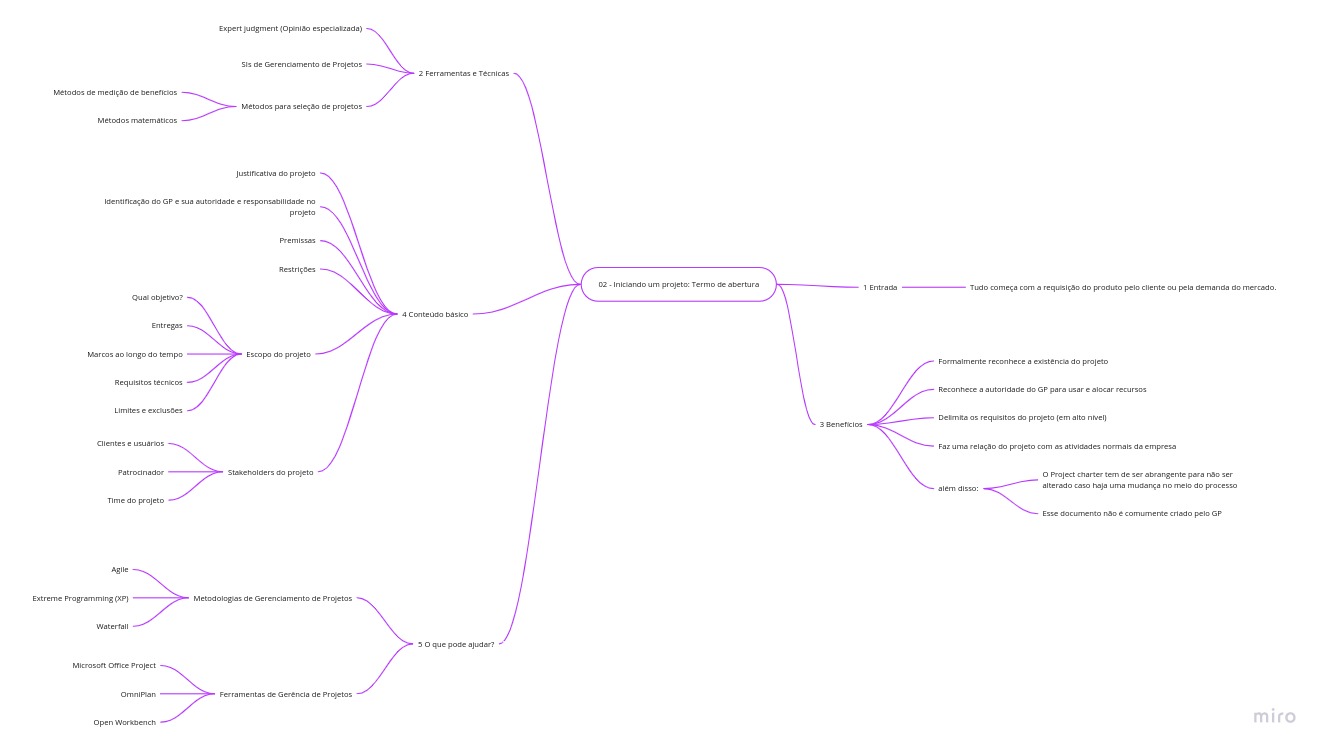 02 - Iniciando um projeto: Termo de abertura
1 Entrada
Tudo começa com a requisição do produto pelo cliente ou pela demanda do mercado.
2 Ferramentas e Técnicas
Expert judgment (Opinião especializada)
Sis de Gerenciamento de Projetos
Métodos para seleção de projetos
Métodos de medição de benefícios
Métodos matemáticos
3 Benefícios
Formalmente reconhece a existência do projeto
Reconhece a autoridade do GP para usar e alocar recursos
Delimita os requisitos do projeto (em alto nível)
Faz uma relação do projeto com as atividades normais da empresa
além disso:
O Project charter tem de ser abrangente para não ser
alterado caso haja uma mudança no meio do processo
Esse documento não é comumente criado pelo GP
4 Conteúdo básico
Justificativa do projeto
Identificação do GP e sua autoridade e responsabilidade no
projeto
Premissas
Restrições
Escopo do projeto
Qual objetivo?
Entregas
Marcos ao longo do tempo
Requisitos técnicos
Limites e exclusões
Stakeholders do projeto
Clientes e usuários
Patrocinador
Time do projeto
5 O que pode ajudar?
Metodologias de Gerenciamento de Projetos
Agile
Extreme Programming (XP)
Waterfall
Ferramentas de Gerência de Projetos
Microsoft Office Project
OmniPlan
Open Workbench
miro